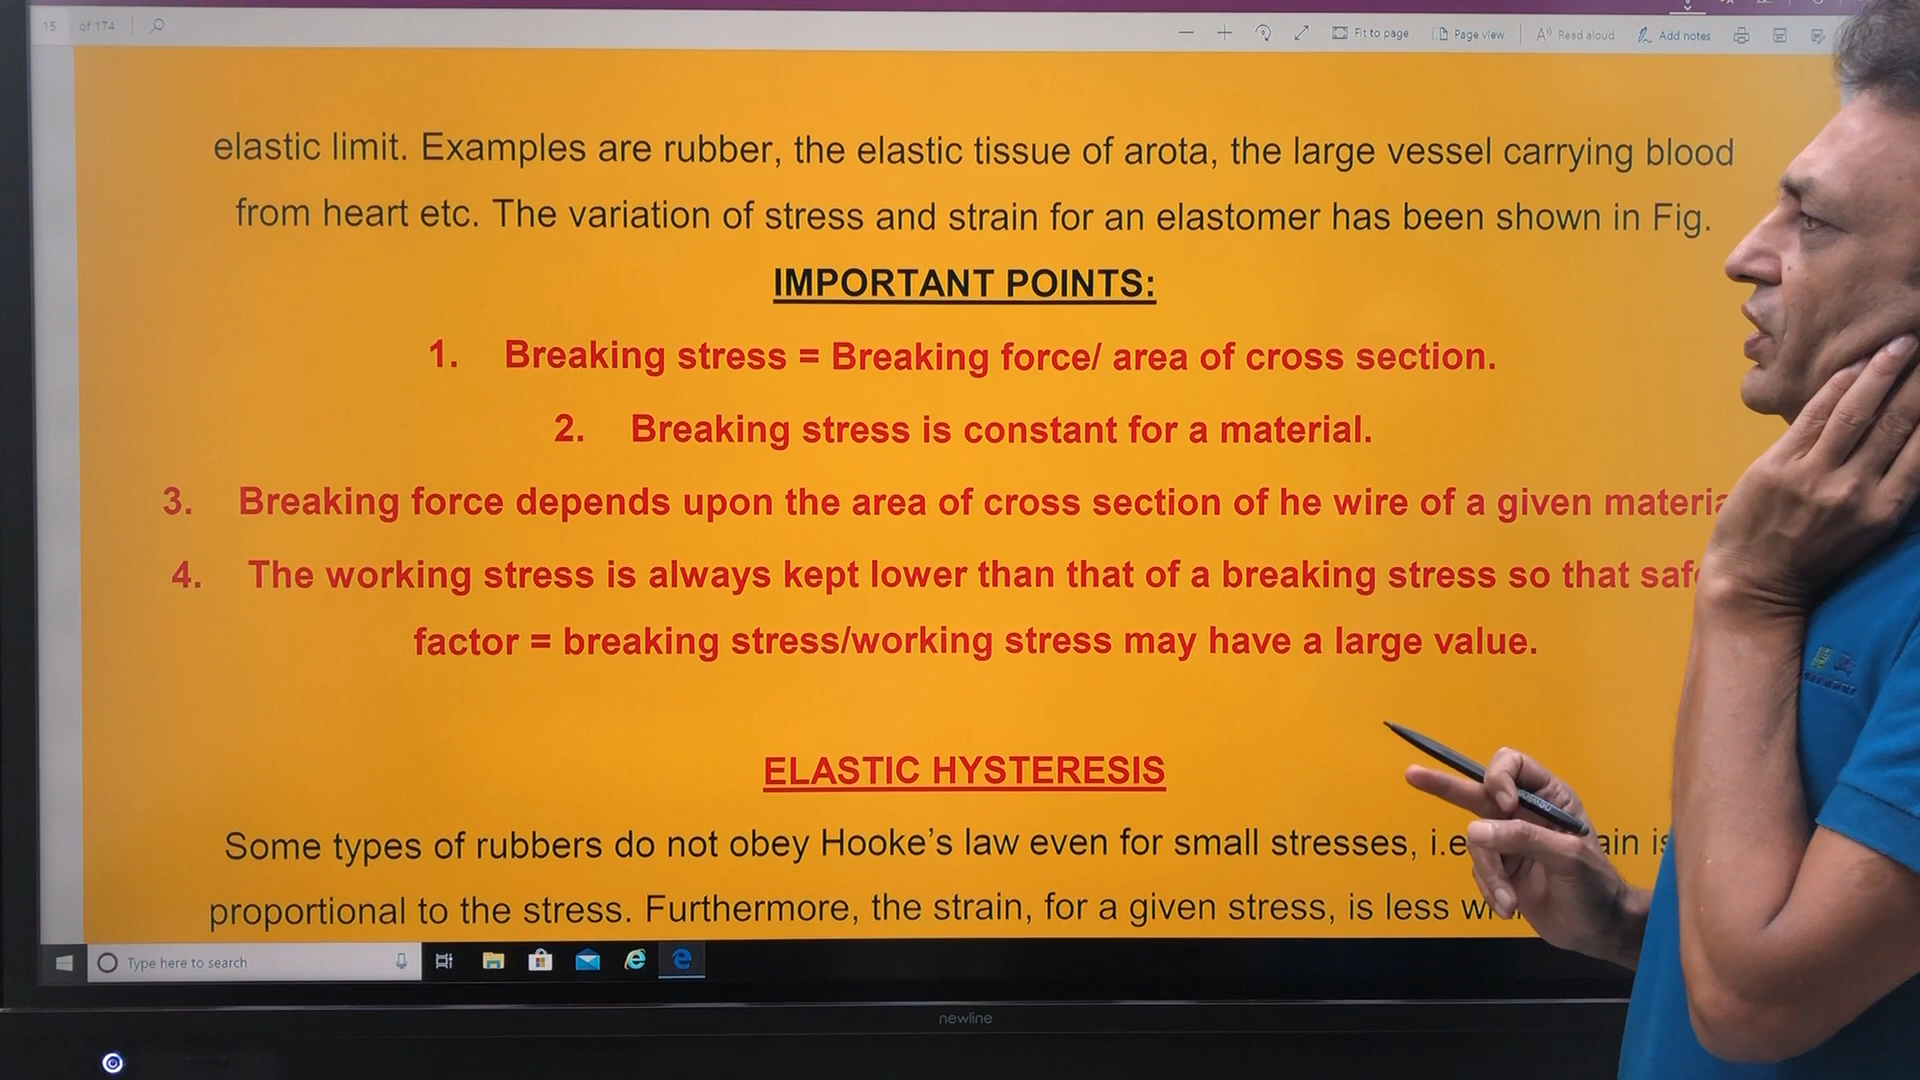 15 of 174
Fit to page Page view Read aloud Add notes
elastic limit. Examples are rubber, the elastic tissue of arota, the large vessel carrying blood
from heart etc. The variation of stress and strain for an elastomer has been shown in Fig.
IMPORTANT POINTS:
1. Breaking stress = Breaking force/ area of cross section.
2. Breaking stress is constant for a material.
3. Breaking force depends upon the area of cross section of he wire of a given
4. The working stress is always kept lower than that of a breaking stress so that
factor = breaking stress/working stress may have a large value.
ELASTIC HYSTERESIS
Some types of rubbers do not obey Hooke's law even for small stresses,
proportional to the stress. Furthermore, the strain, for a given stress, is less
Type here to search
newline